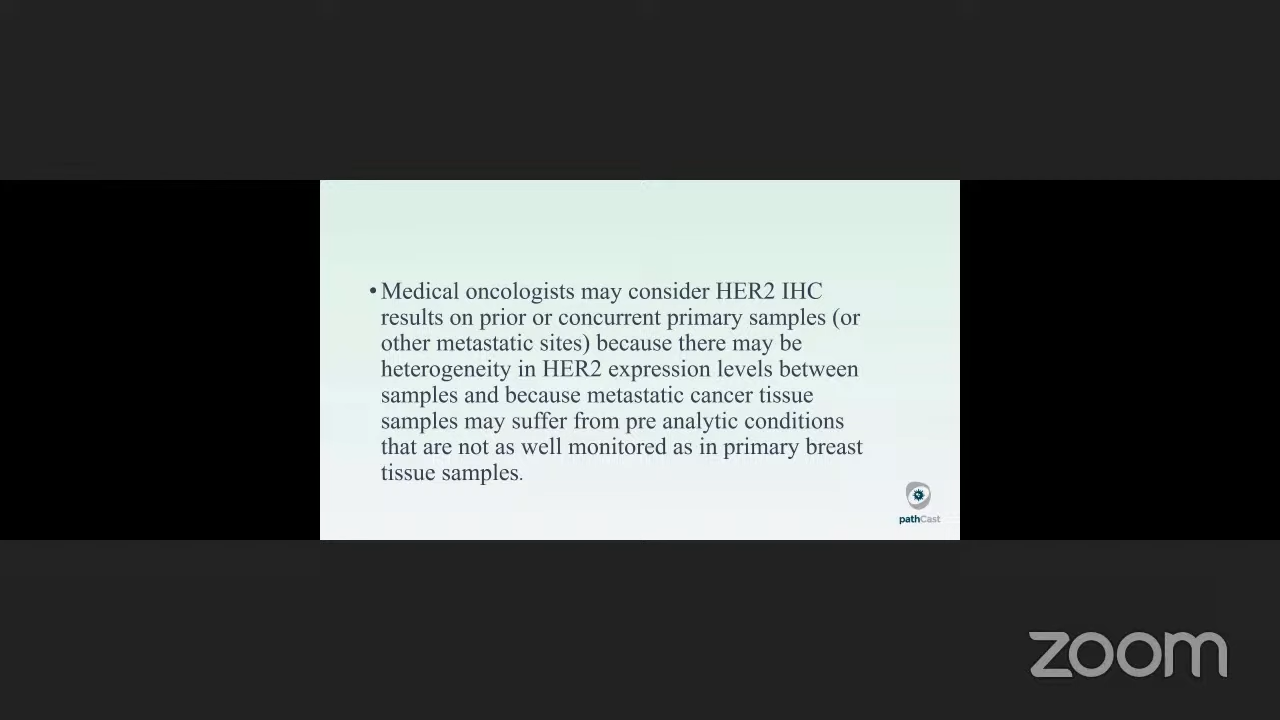 • Medical oncologists may consider HER2 IHC
results on prior or concurrent primary samples (or
other metastatic sites) because there may be
heterogeneity in HER2 expression levels between
samples and because metastatic cancer tissue
samples may suffer from pre analytic conditions
that are not as well monitored as in primary breast
tissue samples.
pathCast
zoom